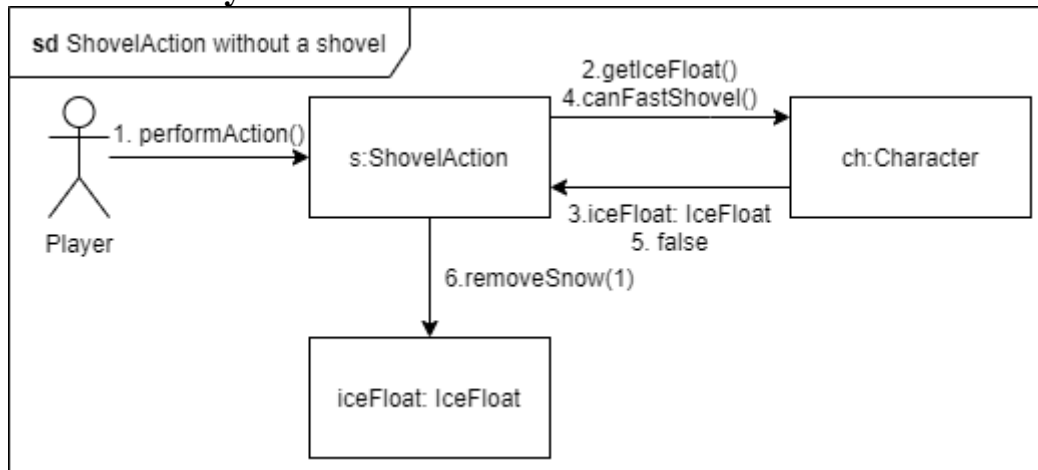 sd ShovelAction without a shovel
2.getIceFloat()
4.canFastShovel()
1. performAction()
s:ShovelAction
ch:Character
3.iceFloat: IceFloat
5. false
Player
6.removeSnow(1)
iceFloat: IceFloat